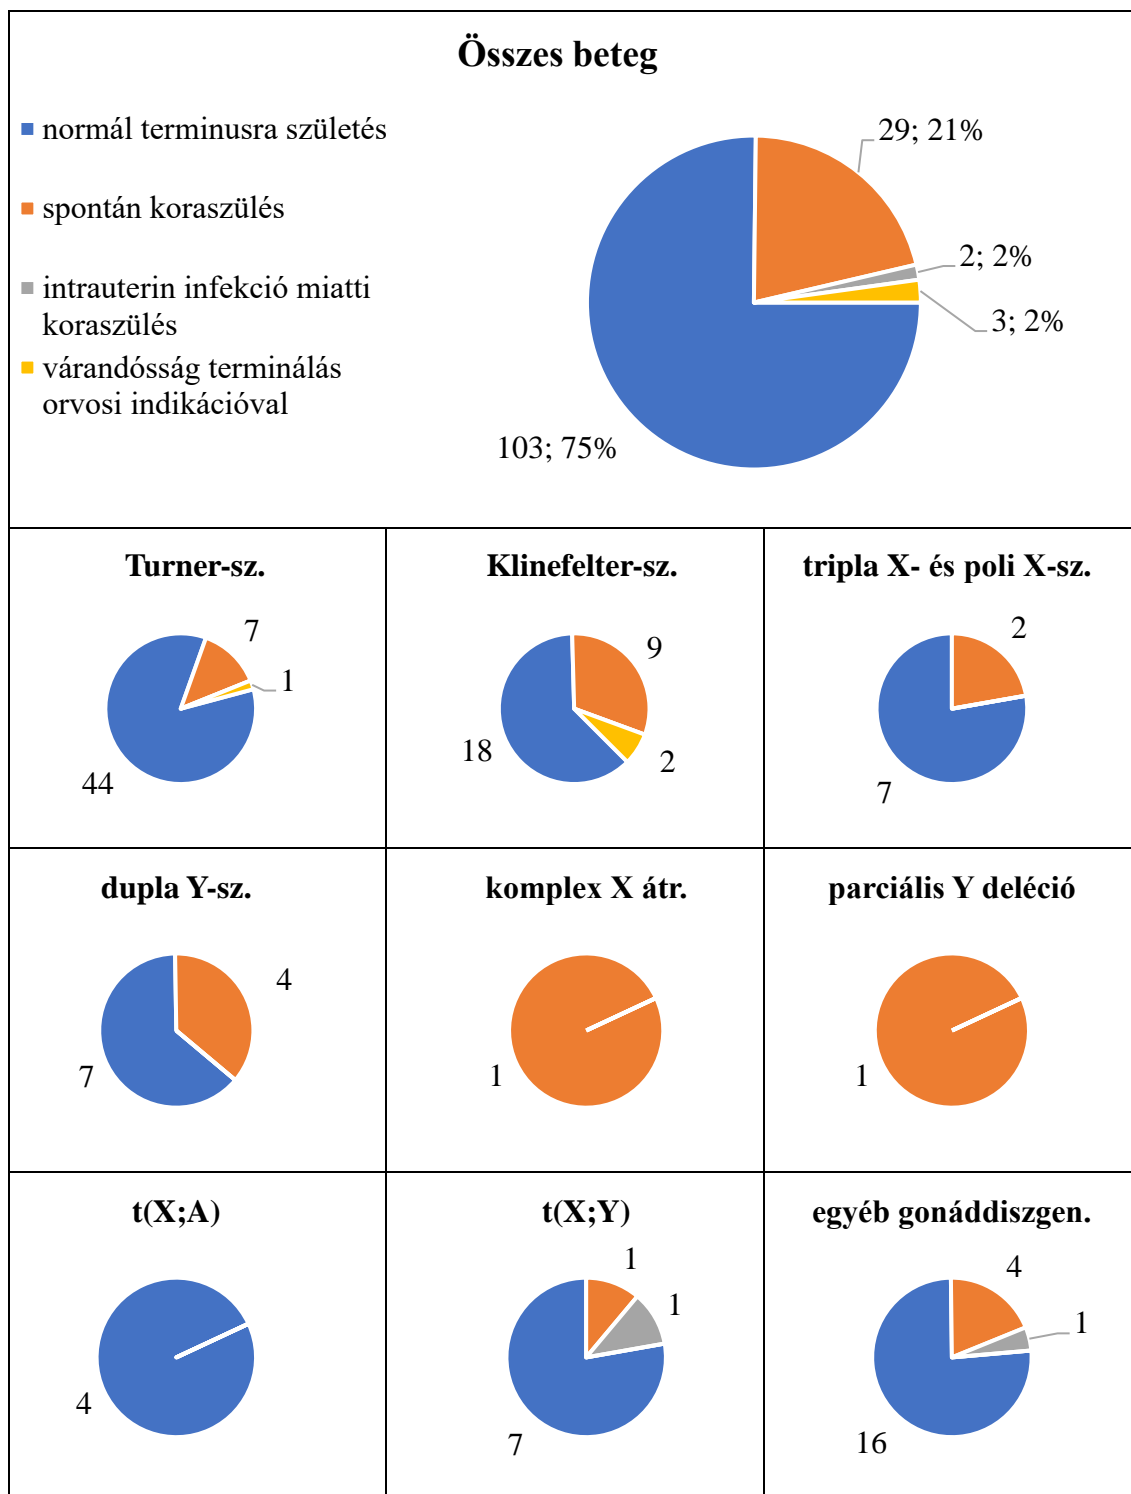 Összes beteg
normál terminusra születés
spontán koraszülés
intrauterin infekció miatti
koraszülés
várandósság terminálás
orvosi indikációval
29; 21%
2; 2%
3; 2%
103; 75%
Turner-sz.
7
1
44
Klinefelter-sz.
9
18
2
tripla X- és poli X-sz.
2
7
dupla Y-sz.
4
7
komplex X átr.
1
parciális Y deléció
1
t(X;A)
4
t(X;Y)
1
1
7
egyéb gonáddiszgen.
4
1
16